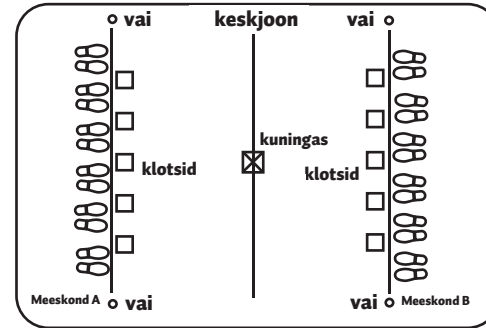 vai keskjoon vai
kuningas
klotsid klotsid
Meeskond A vai vai Meeskond B